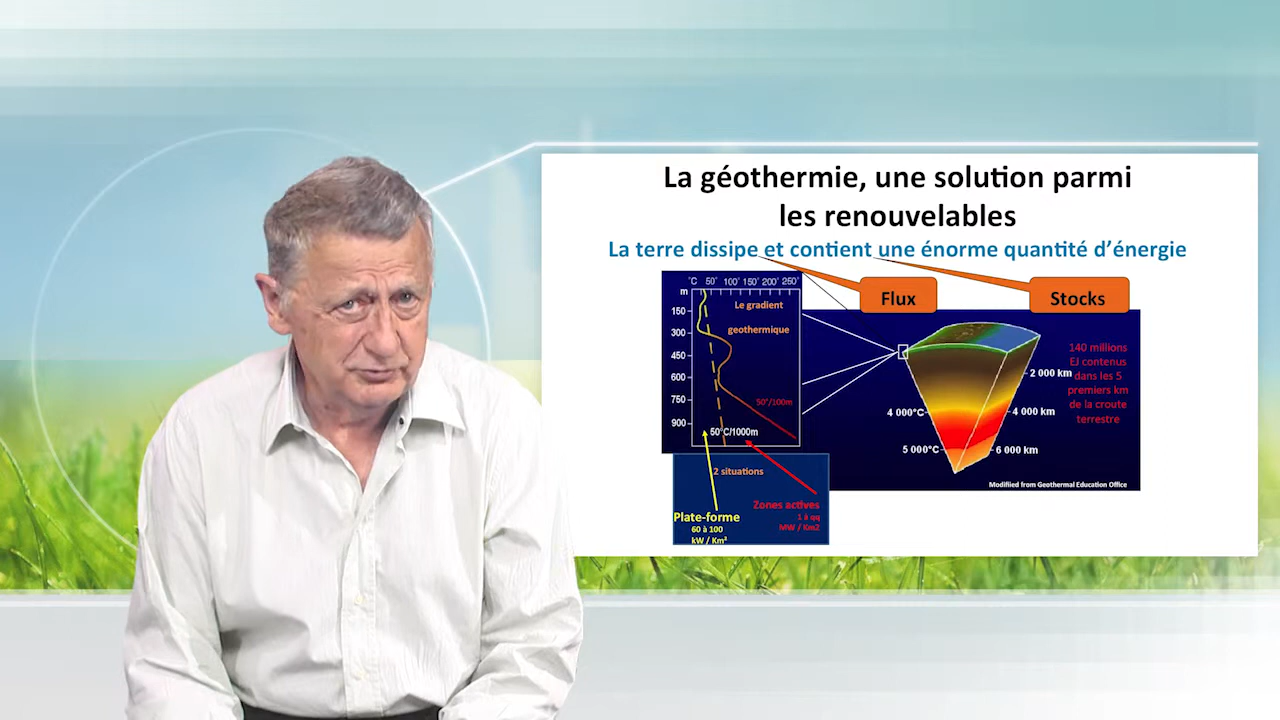 La géothermie, une solution parmi
les renouvelables
La terre dissipe et contient une énorme quantité d’énergie
Flux
Stocks
°C 50° 100° 150° 200° 250°
m
150
300
450
600
750
900
Le gradient
geothermique
50°/100m
50°C/1000m
2 situations
Plate-forme
60 à 100
kW / Km²
Zones actives
1 à qq
MW / Km2
2 000 km
4 000 km
6 000 km
4 000°C
5 000°C
140 millions
EJ contenus
dans les 5
premiers km
de la croute
terrestre
Modifiied from Geothermal Education Office